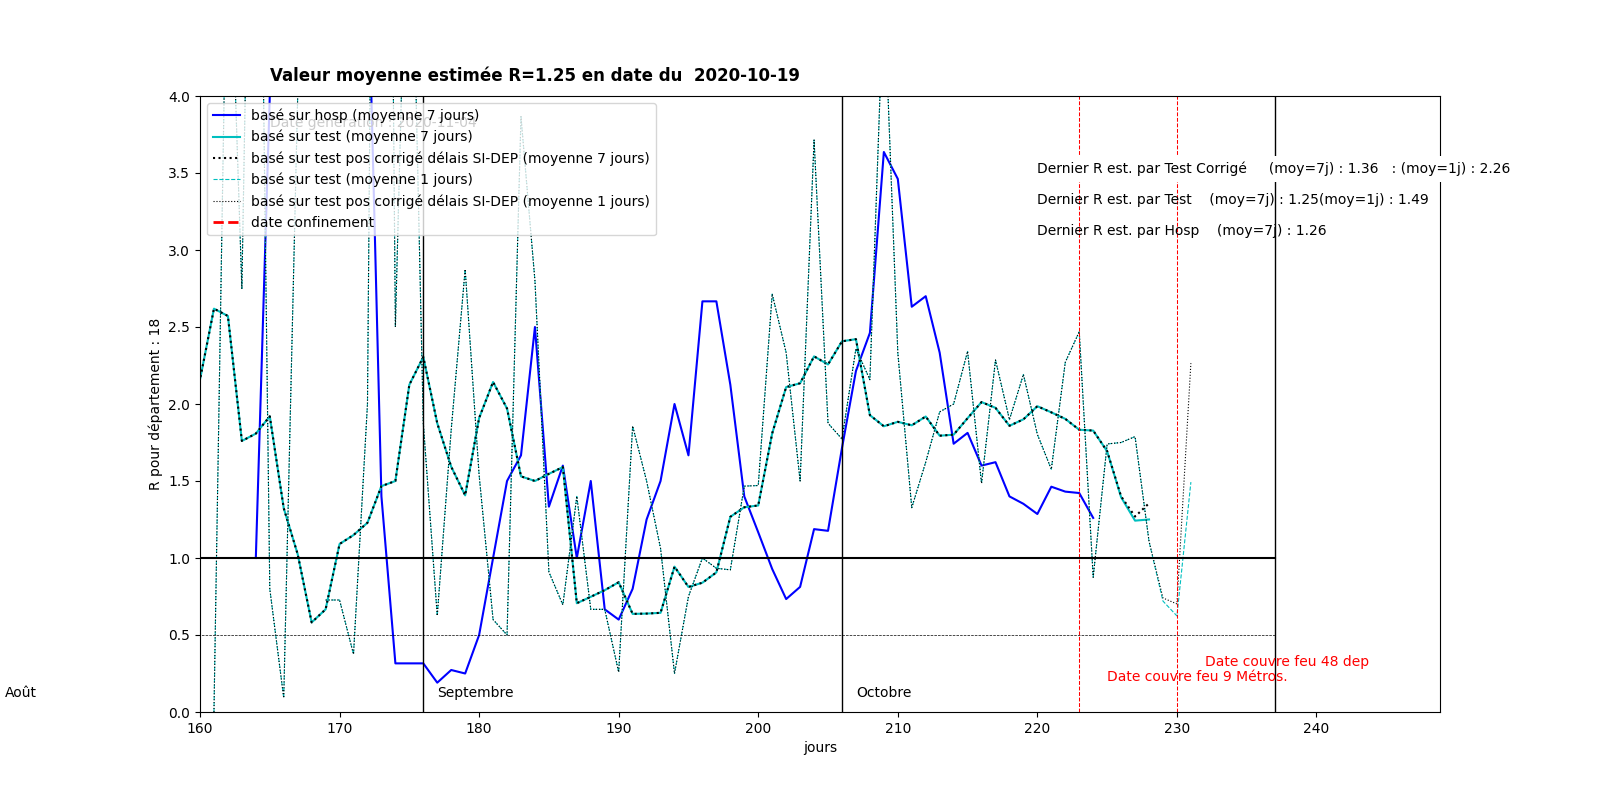 Valeur moyenne estimée R=1.25 en date du  2020-10-19
4.0
3.5
3.0
2.5
2.0
1.5
1.0
0.5
0.0
R pour département : 18
basé sur hosp (moyenne 7 jours)
Date génération : 2020-11-04
basé sur test (moyenne 7 jours)
basé sur test pos corrigé délais SI-DEP (moyenne 7 jours)
basé sur test (moyenne 1 jours)
basé sur test pos corrigé délais SI-DEP (moyenne 1 jours)
date confinement
Dernier R est. par Test Corrigé (moy=7j) : 1.36 : (moy=1j) : 2.26
Dernier R est. par Test (moy=7j) : 1.25(moy=1j) : 1.49
Dernier R est. par Hosp (moy=7j) : 1.26
Date couvre feu 48 dep
Date couvre feu 9 Métros.
Août
Septembre
Octobre
160 170 180 190 200 210 220 230 240
jours